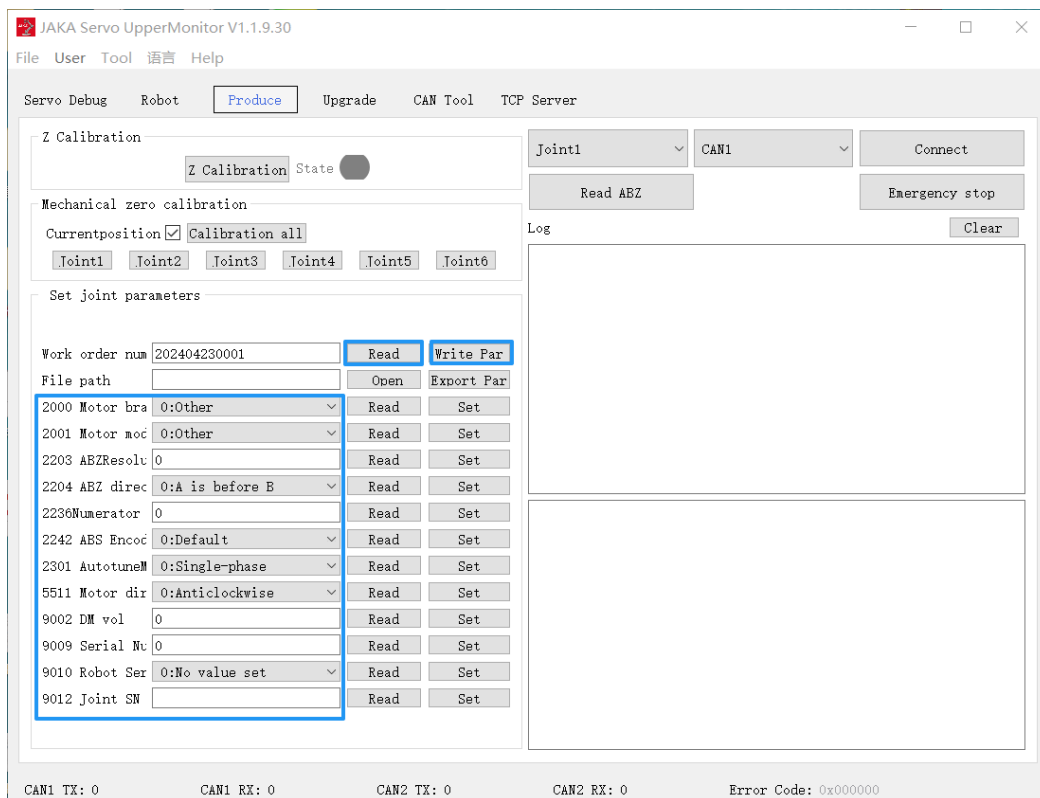 JAKA Servo UpperMonitor V1.1.9.30
File User Tool 语言 Help
Servo Debug Robot Produce Upgrade CAN Tool TCP Server
Z Calibration
Z Calibration State
Joint1 CAN1 Connect
Read ABZ Emergency stop
Mechanical zero calibration
Currentposition Calibration all
Joint1 Joint2 Joint3 Joint4 Joint5 Joint6
Log Clear
Set joint parameters
Work order num 202404230001 Read Write Par
File path Open Export Par
2000 Motor bra 0:Other Read Set
2001 Motor mod 0:Other Read Set
2203 ABZResolu 0 Read Set
2204 ABZ direc 0:A is before B Read Set
2236Numerator 0 Read Set
2242 ABS Encod 0:Default Read Set
2301 AutotuneM 0:Single-phase Read Set
5511 Motor dir 0:Anticlockwise Read Set
9002 DM vol 0 Read Set
9009 Serial Nu 0 Read Set
9010 Robot Ser 0:No value set Read Set
9012 Joint SN Read Set
CAN1 TX: 0 CAN1 RX: 0 CAN2 TX: 0 CAN2 RX: 0 Error Code: 0x000000